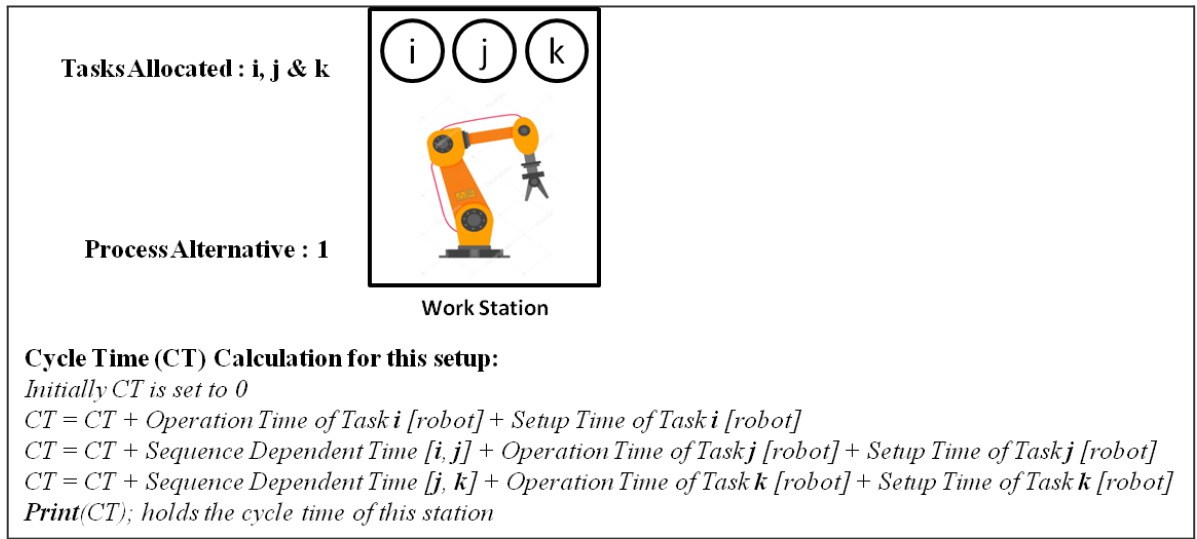 i j k
Tasks Allocated : i, j & k
Process Alternative : 1
Work Station
Cycle Time (CT) Calculation for this setup:
Initially CT is set to 0
CT = CT + Operation Time of Task i [robot] + Setup Time of Task i [robot]
CT = CT + Sequence Dependent Time [i, j] + Operation Time of Task j [robot] + Setup Time of Task j [robot]
CT = CT + Sequence Dependent Time [j, k] + Operation Time of Task k [robot] + Setup Time of Task k [robot]
Print(CT); holds the cycle time of this station